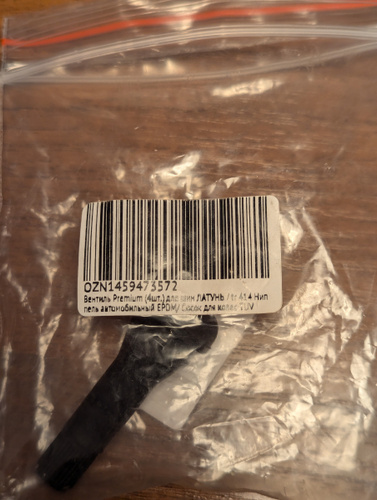 OZN1459473572
Вентиль Premium (4шт.) для шин ЛАТУНЬ / tr 414 Нип
пель автомобильный EPDM/ Сосок для колес TUV